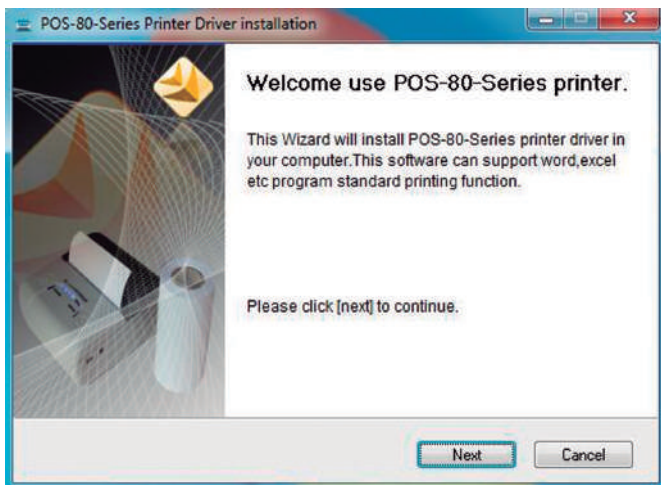 POS-80-Series Printer Driver installation
Welcome use POS-80-Series printer.
This Wizard will install POS-80-Series printer driver in
your computer.This software can support word,excel
etc program standard printing function.
Please click [next] to continue.
Next
Cancel